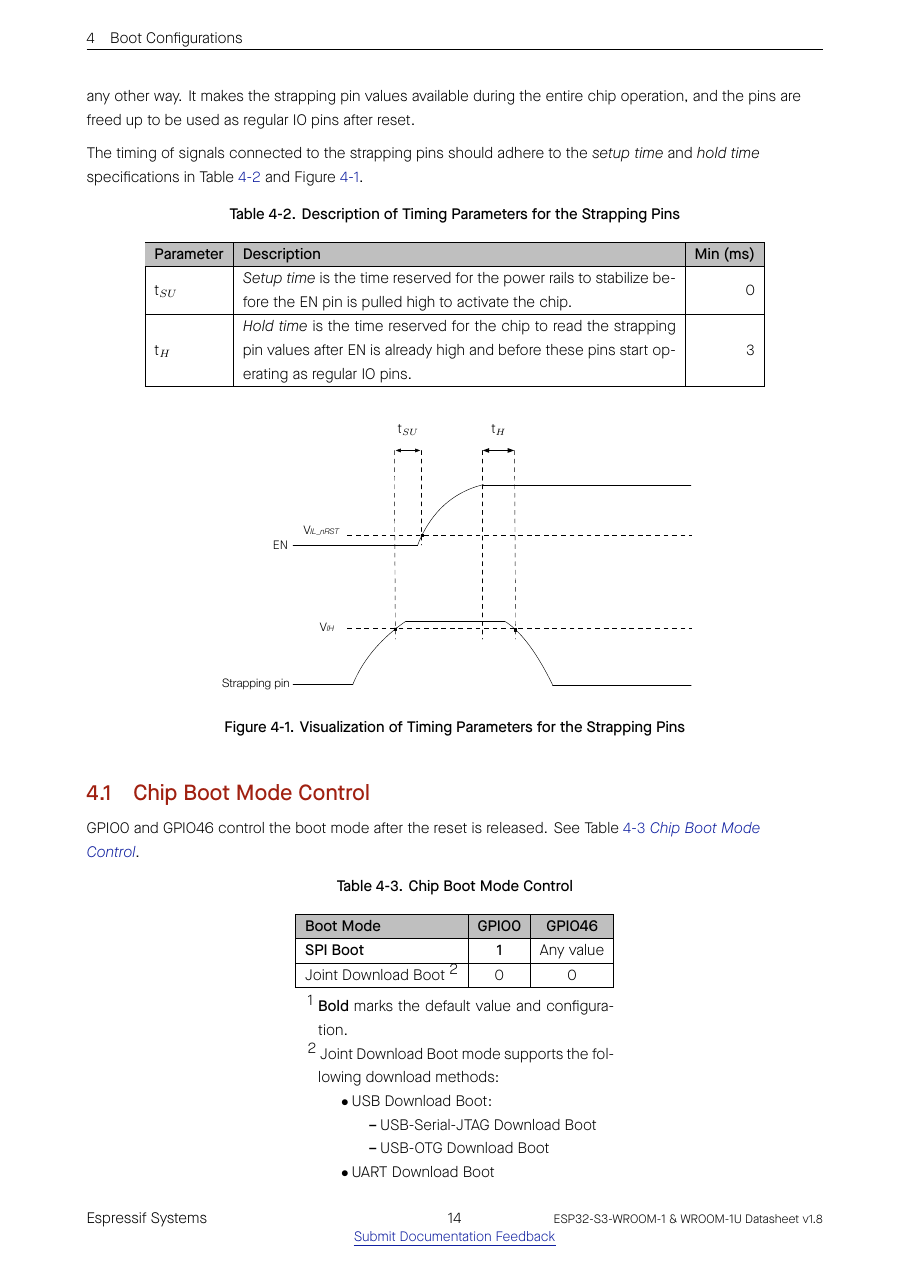 4 Boot Configurations
any other way. It makes the strapping pin values available during the entire chip operation, and the pins are
freed up to be used as regular IO pins after reset.
The timing of signals connected to the strapping pins should adhere to the setup time and hold time
specifications in Table 4-2 and Figure 4-1.
Table 4-2. Description of Timing Parameters for the Strapping Pins
Parameter Description Min (ms)
tSU Setup time is the time reserved for the power rails to stabilize be-
fore the EN pin is pulled high to activate the chip. 0
Hold time is the time reserved for the chip to read the strapping
tH pin values after EN is already high and before these pins start op- 3
erating as regular IO pins.
tSU tH
VIL_nRST
EN
VIH
Strapping pin
Figure 4-1. Visualization of Timing Parameters for the Strapping Pins
4.1 Chip Boot Mode Control
GPIO0 and GPIO46 control the boot mode after the reset is released. See Table 4-3 Chip Boot Mode
Control.
Table 4-3. Chip Boot Mode Control
Boot Mode GPIO0 GPIO46
SPI Boot 1 Any value
Joint Download Boot 2 0 0
1 Bold marks the default value and configura-
tion.
2 Joint Download Boot mode supports the fol-
lowing download methods:
• USB Download Boot:
– USB-Serial-JTAG Download Boot
– USB-OTG Download Boot
• UART Download Boot
Espressif Systems 14 ESP32-S3-WROOM-1 & WROOM-1U Datasheet v1.8
Submit Documentation Feedback